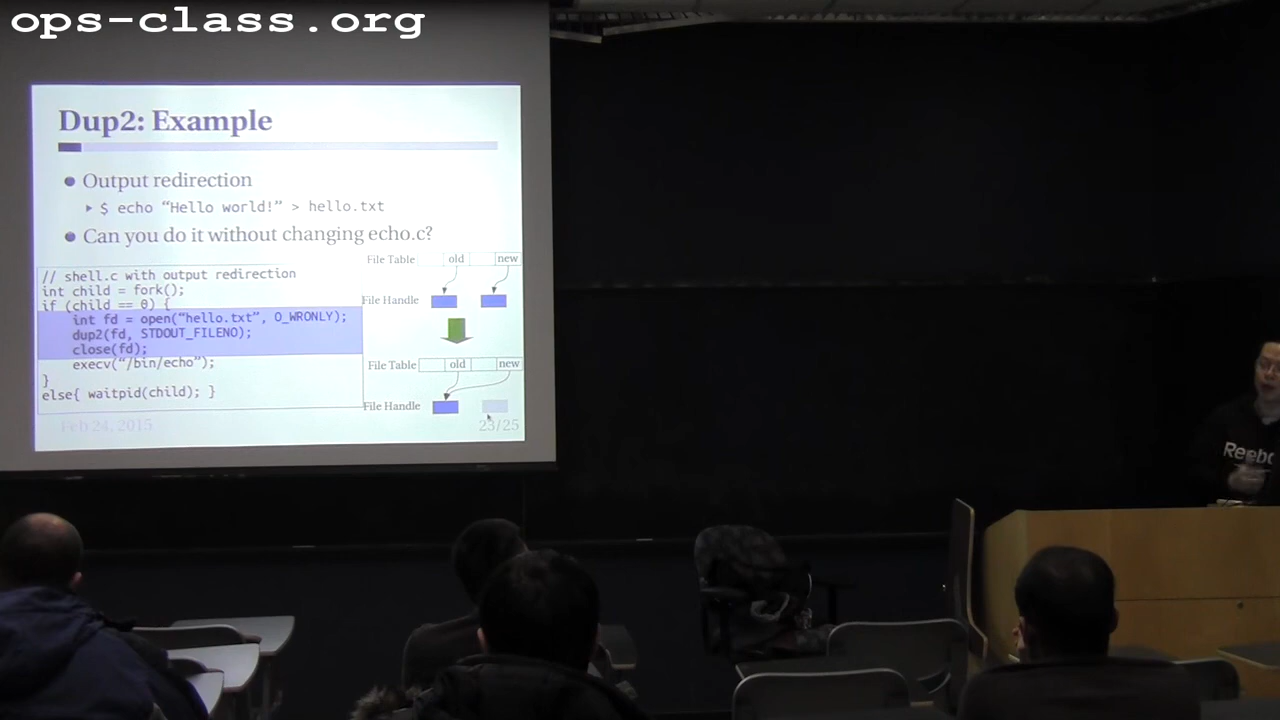 ops-class.org
Dup2: Example
Output redirection
$ echo “Hello world!” > hello.txt
Can you do it without changing echo.c?
// shell.c with output redirection
int child = fork();
if (child == 0) {
int fd = open(“hello.txt”, O_WRONLY);
dup2(fd, STDOUT_FILENO);
close(fd);
execv(“/bin/echo”);
}
else{ waitpid(child); }
File Table old new
File Handle
File Table old new
File Handle
Feb 24, 2015
23/25